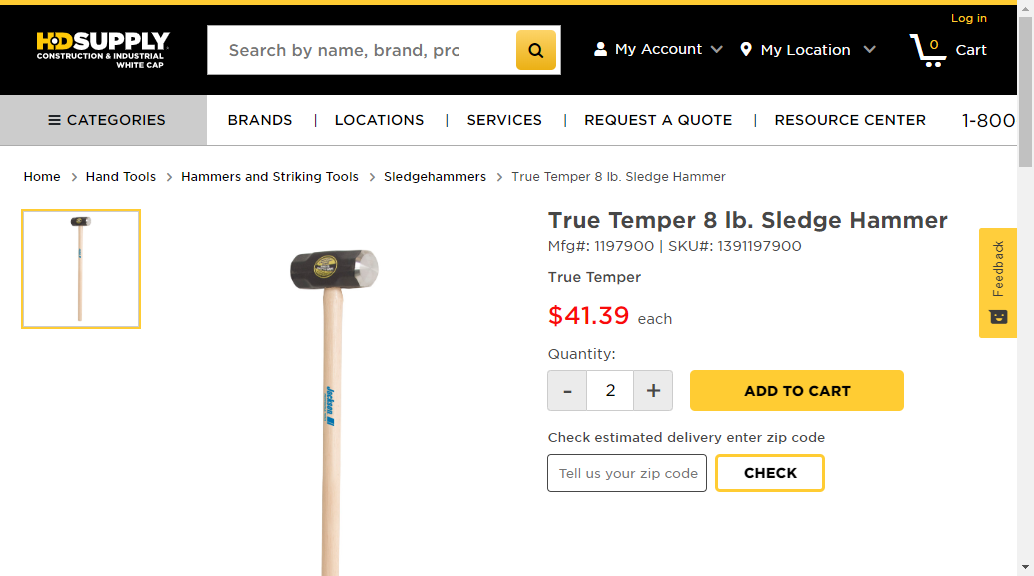 Log in
HDSUPPLY
CONSTRUCTION & INDUSTRIAL
WHITE CAP
Search by name, brand, prc
My Account
My Location
0
Cart
CATEGORIES
BRANDS | LOCATIONS | SERVICES | REQUEST A QUOTE | RESOURCE CENTER
1-800
Home > Hand Tools > Hammers and Striking Tools > Sledgehammers > True Temper 8 lb. Sledge Hammer
True Temper 8 lb. Sledge Hammer
Mfg#: 1197900 | SKU#: 1391197900
True Temper
$41.39 each
Quantity:
- 2 +
ADD TO CART
Check estimated delivery enter zip code
Tell us your zip code
CHECK
Feedback
Jackson